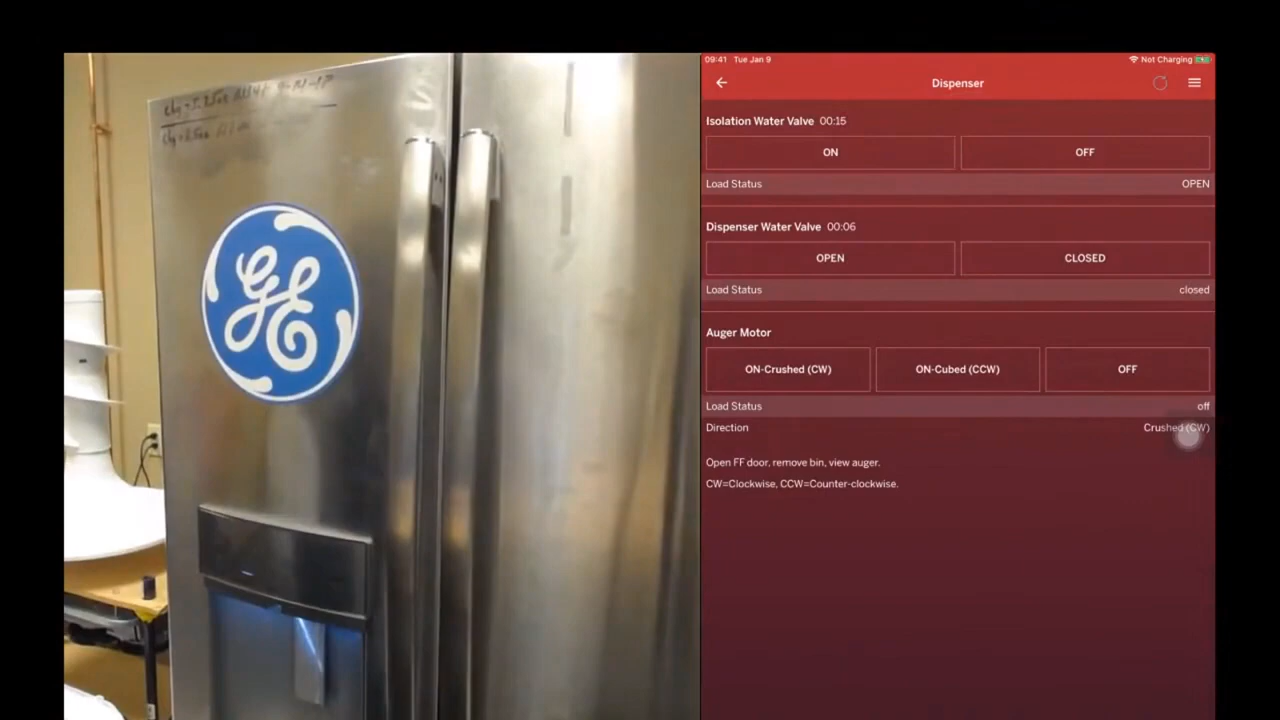 GE
09:41 Tue Jan 9
Not Charging
Dispenser
Isolation Water Valve 00:15
ON OFF
Load Status OPEN
Dispenser Water Valve 00:06
OPEN CLOSED
Load Status closed
Auger Motor
ON-Crushed (CW) ON-Cubed (CCW) OFF
Load Status off
Direction Crushed (CW)
Open FF door, remove bin, view auger.
CW=Clockwise, CCW=Counter-clockwise.